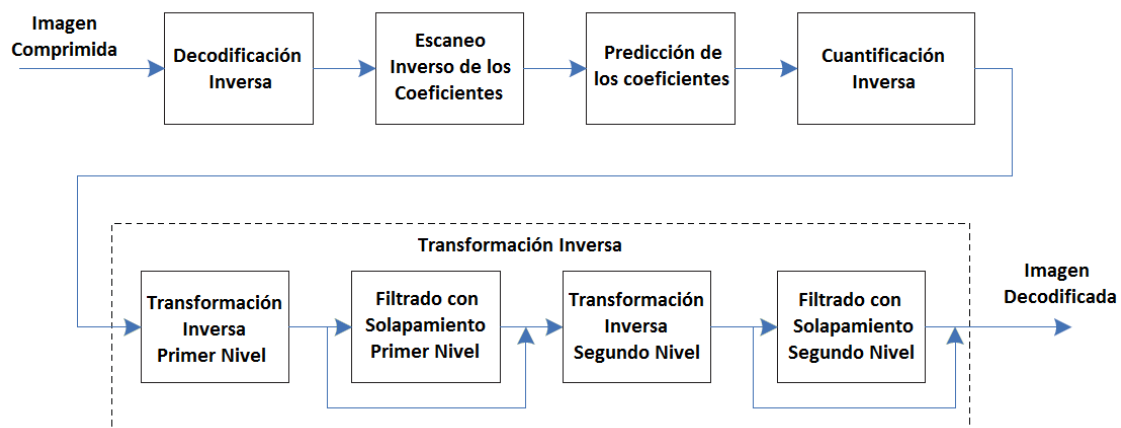 Imagen
Comprimida
Decodificación
Inversa
Escaneo
Inverso de los
Coeficientes
Predicción de
los coeficientes
Cuantificación
Inversa
Transformación Inversa
Transformación
Inversa
Primer Nivel
Filtrado con
Solapamiento
Primer Nivel
Transformación
Inversa
Segundo Nivel
Filtrado con
Solapamiento
Segundo Nivel
Imagen
Decodificada